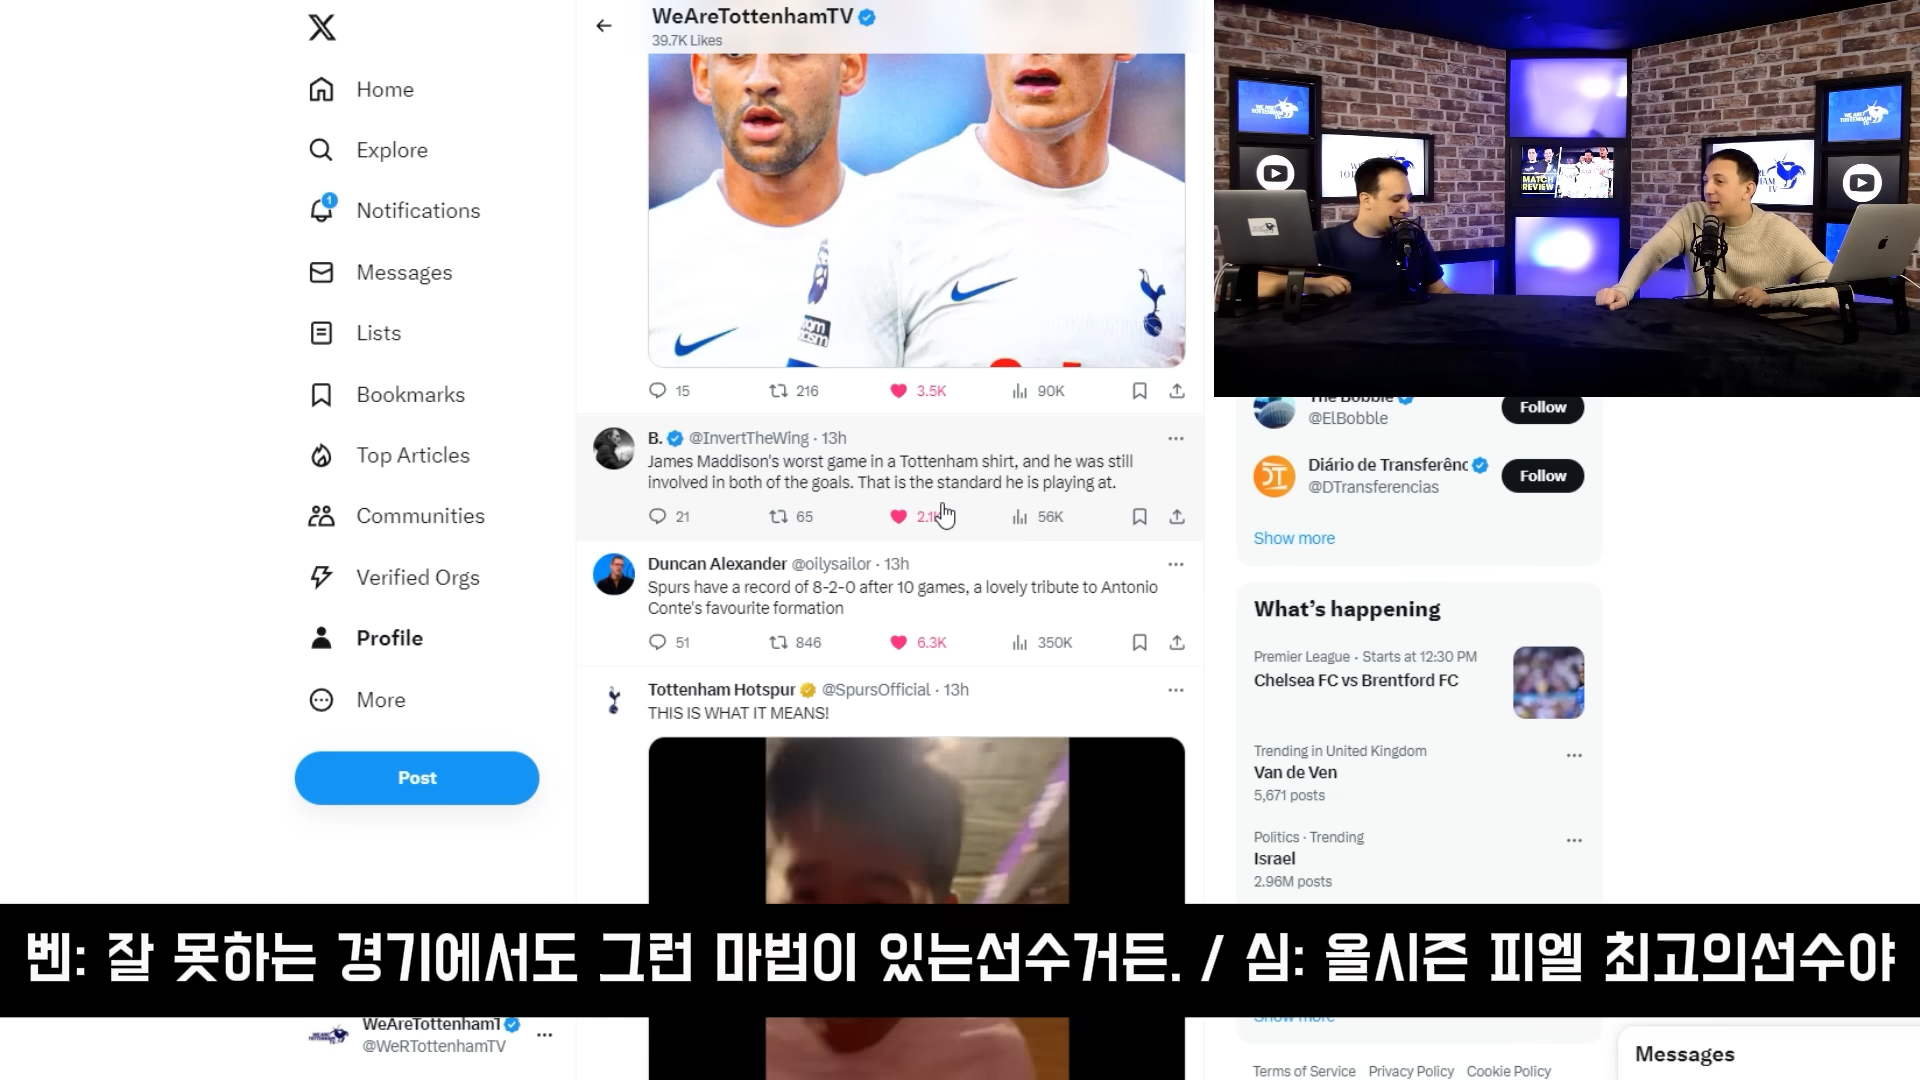 Home
Explore
1
Notifications
Messages
Lists
Bookmarks
Top Articles
Communities
Verified Orgs
Profile
More
Post
WeAreTottenhamT
@WeRTottenhamTV
WeAreTottenhamTV
39.7K Likes
15 216 3.5K 90K
B. @InvertTheWing · 13h
James Maddison's worst game in a Tottenham shirt, and he was still
involved in both of the goals. That is the standard he is playing at.
21 65 2.1K 56K
Duncan Alexander @oilysailor · 13h
Spurs have a record of 8-2-0 after 10 games, a lovely tribute to Antonio
Conte's favourite formation
51 846 6.3K 350K
Tottenham Hotspur @SpursOfficial · 13h
THIS IS WHAT IT MEANS!
MATCH
REVIEW
The Bobble
@ElBobble
Follow
Diário de Transferênc
@DTransferencias
Follow
Show more
What's happening
Premier League · Starts at 12:30 PM
Chelsea FC vs Brentford FC
Trending in United Kingdom
Van de Ven
5,671 posts
Politics · Trending
Israel
2.96M posts
벤: 잘 못하는 경기에서도 그런 마법이 있는선수거든. / 심: 올시즌 피엘 최고의선수야
Show more
Terms of Service Privacy Policy Cookie Policy
Messages